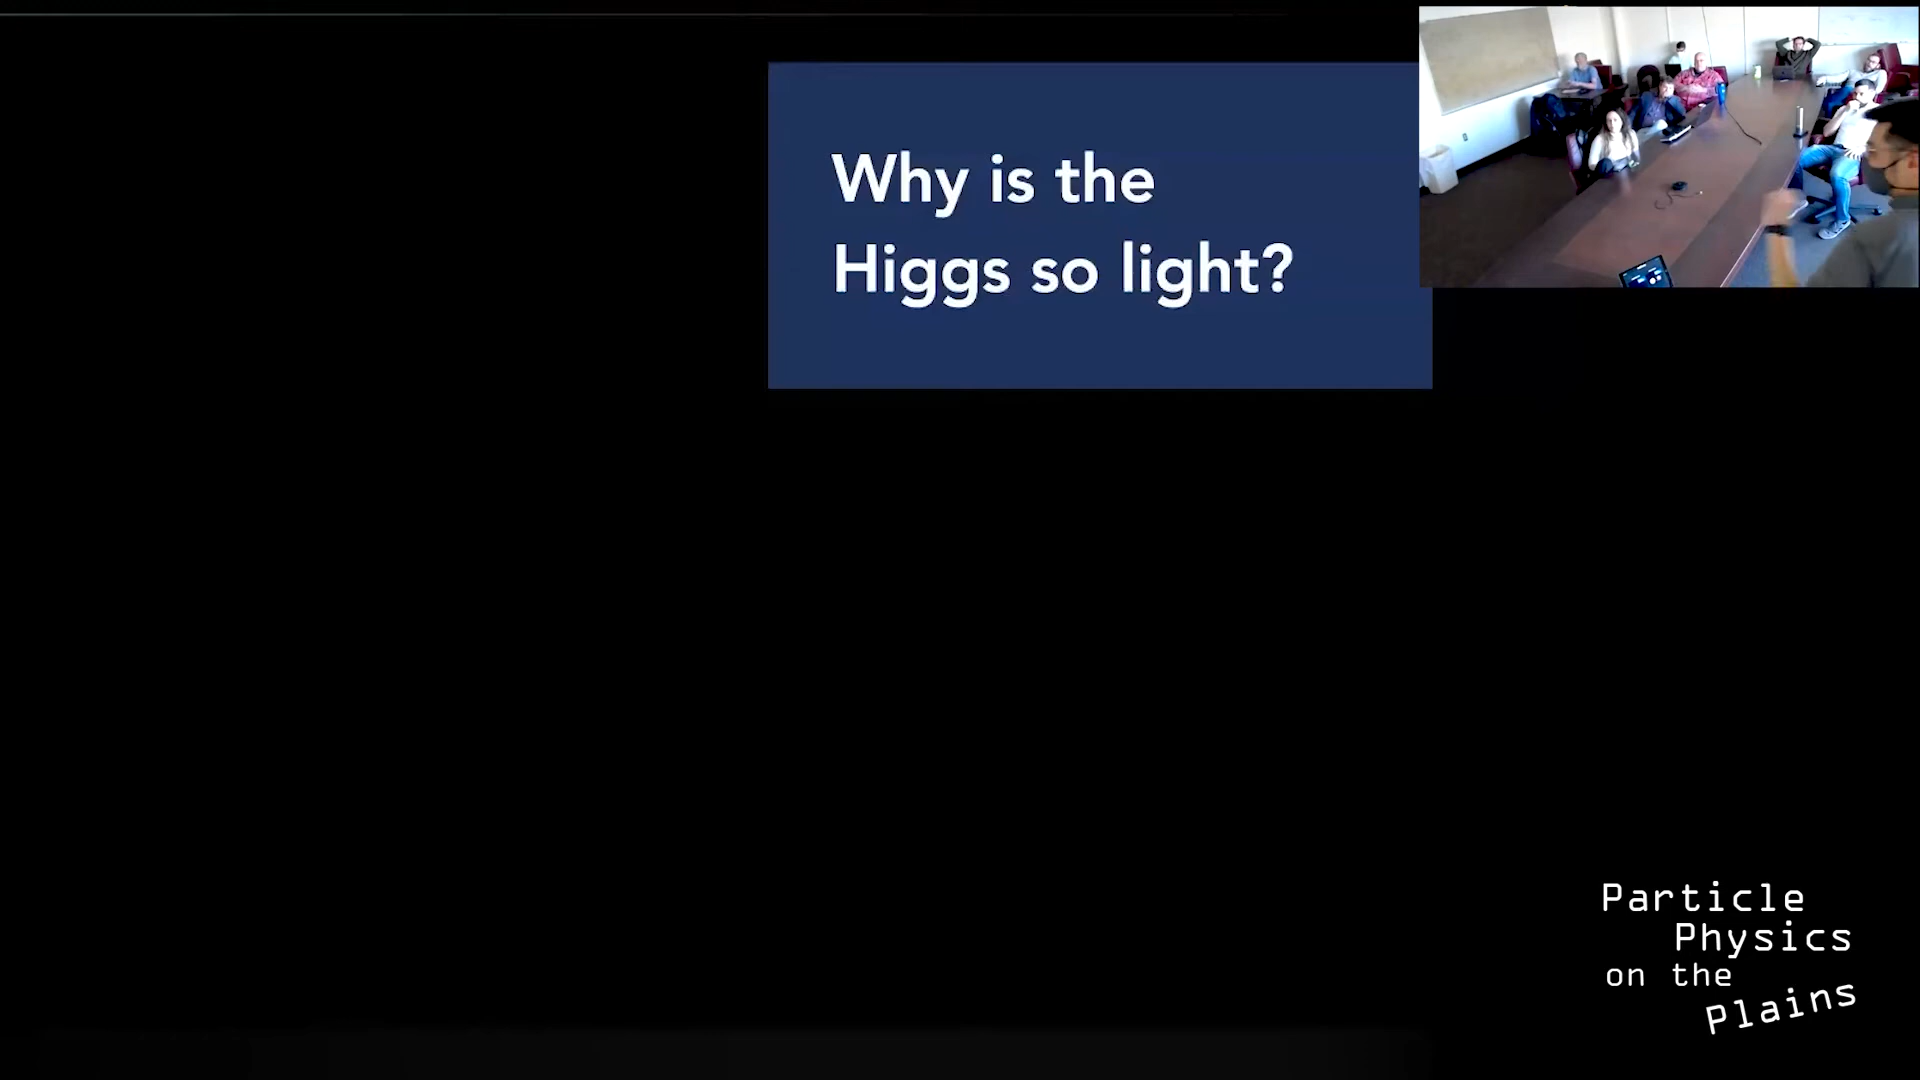 Why is the
Higgs so light?
Particle
Physics
on the
Plains